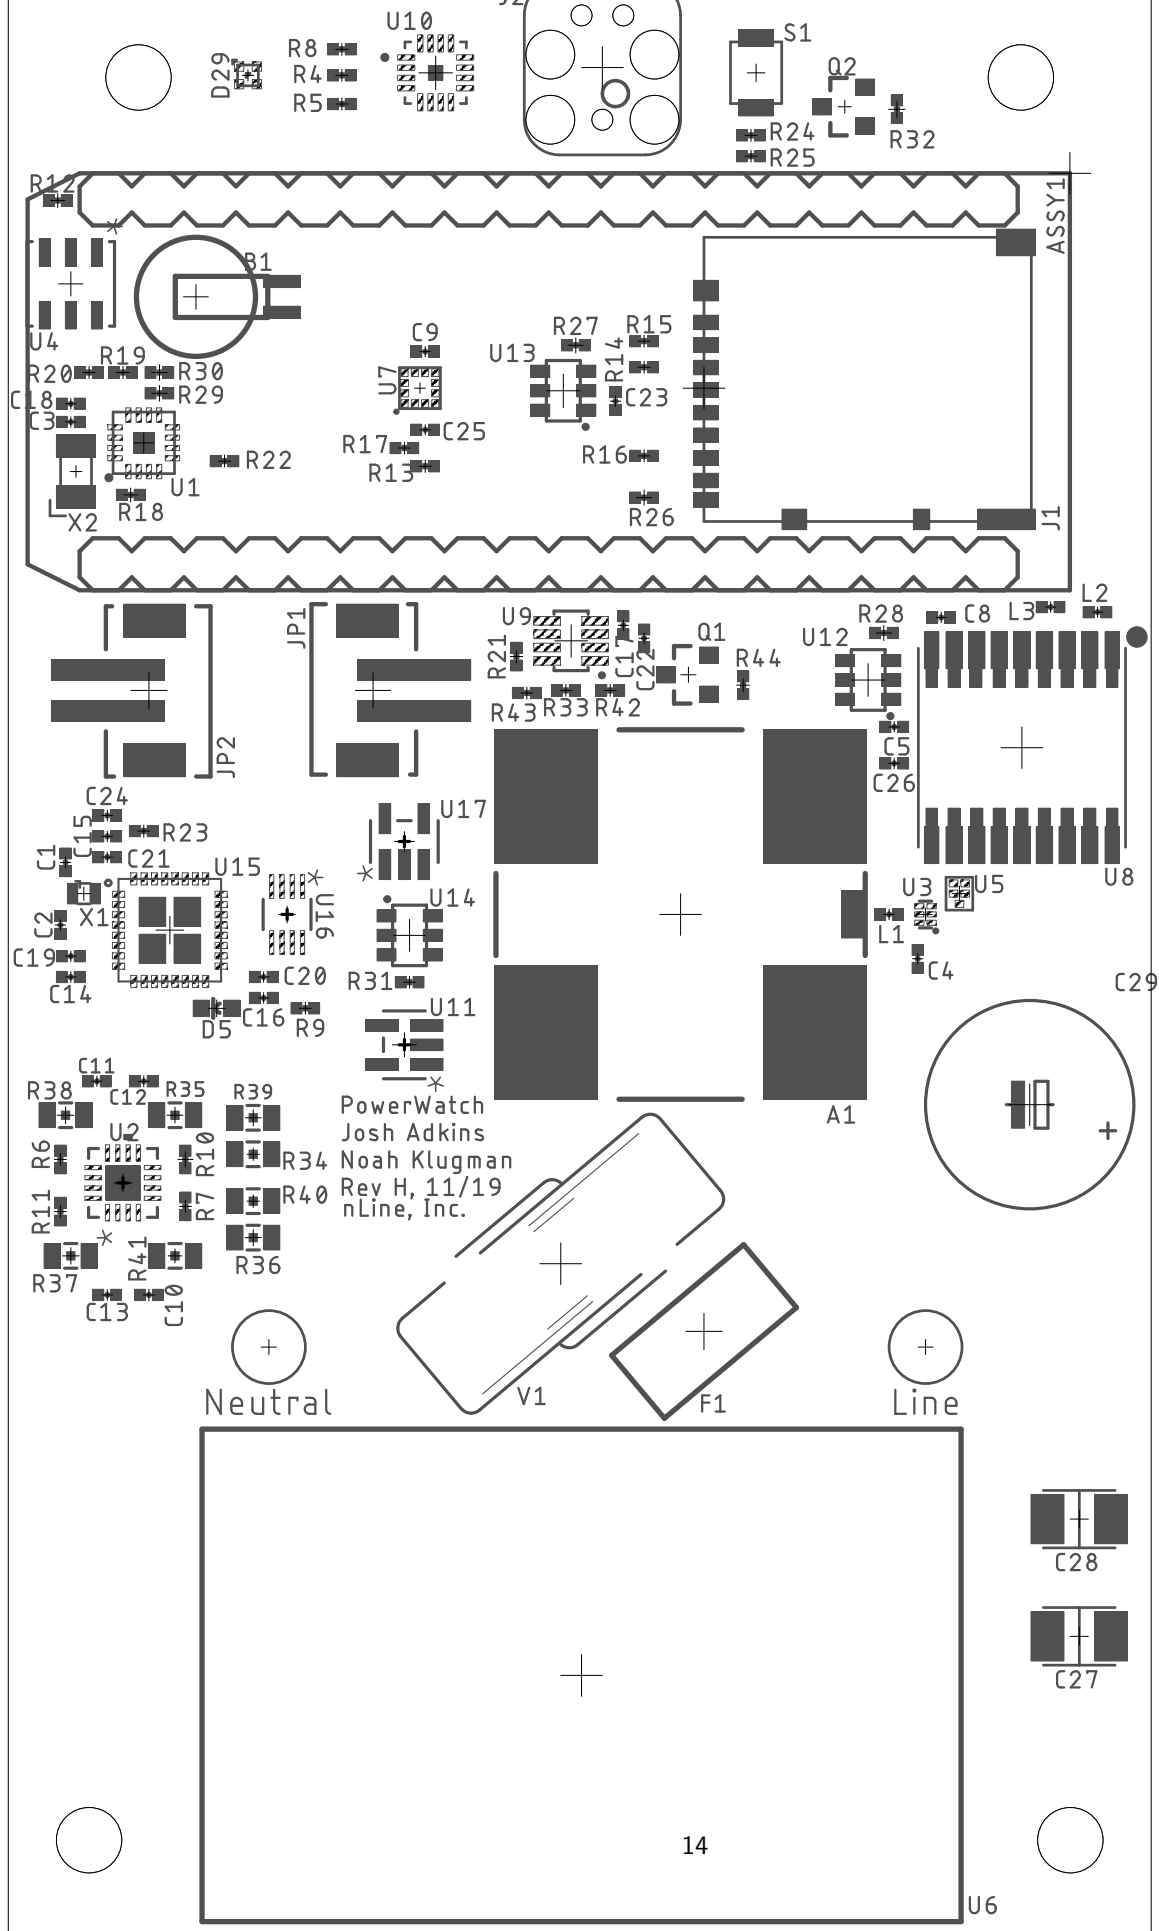 J2
U10
S1
R8
D29
R4
Q2
R5
R24
R32
R25
R12
ASSY1
B1
U4
R27
R15
C9
U13
R14
R19
R20
R30
U7
R29
C18
C23
C3
C25
R17
R16
R22
R13
U1
R18
X2
R26
J1
L2
JP1
U9
L3
C8
R28
Q1
U12
C17
R21
C22
R44
R43
R33
R42
JP2
C5
C26
C24
U17
C15
R23
C1
C21
U15
U8
U3
U5
X1
U16
U14
C2
L1
C19
C4
C20
R31
C29
C14
C16
D5
R9
U11
C11
R38
C12
R35
R39
PowerWatch
A1
U2
Josh Adkins
R6
R10
R34
Noah Klugman
R11
R7
R40
Rev H, 11/19
nLine, Inc.
R41
R36
R37
C13
C10
Neutral
V1
F1
Line
C28
C27
14
U6